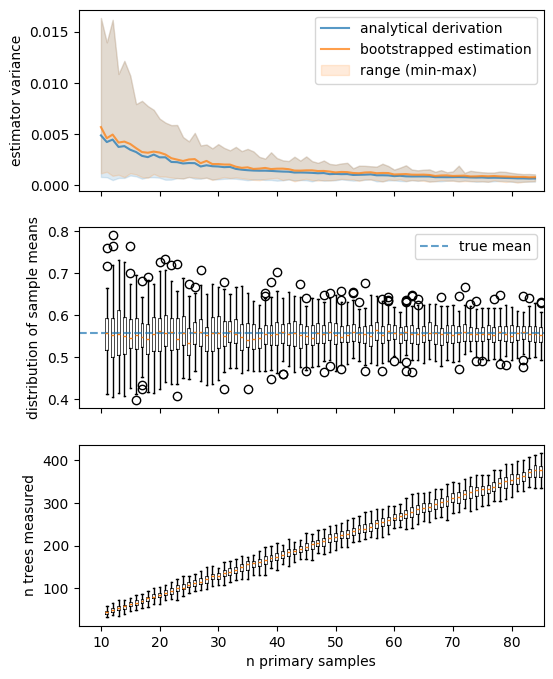 0.015
0.010
0.005
0.000
estimator variance
analytical derivation
bootstrapped estimation
range (min-max)
0.8
0.7
0.6
0.5
0.4
distribution of sample means
true mean
400
300
200
100
n trees measured
10 20 30 40 50 60 70 80
n primary samples